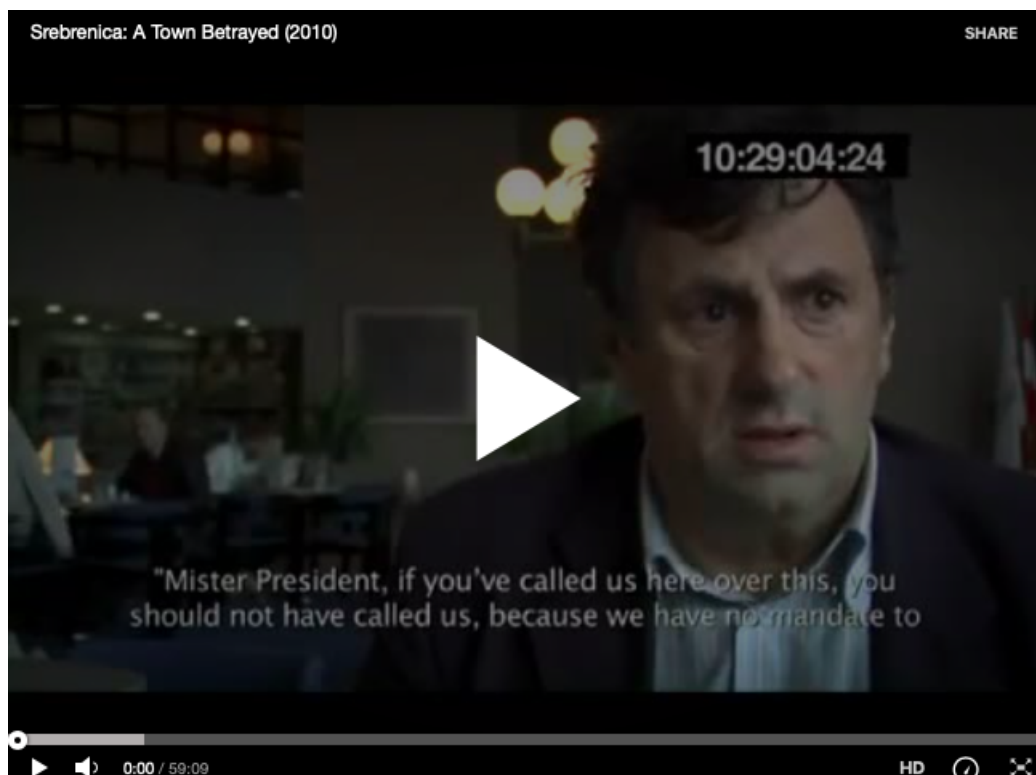 Srebrenica: A Town Betrayed (2010)
SHARE
10:29:04:24
"Mister President, if you've called us here over this, you
should not have called us, because we have no mandate to
0:00 / 59:09
HD